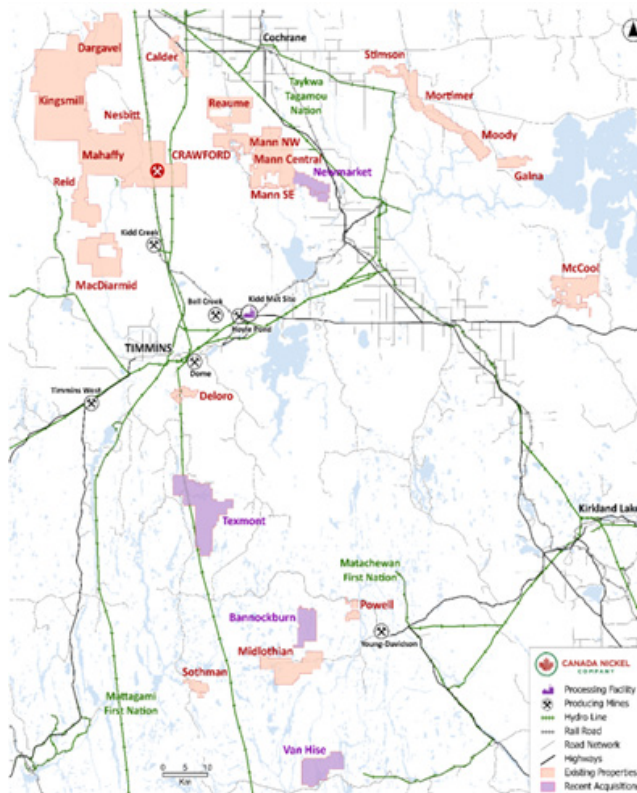 Dargavel
Calder
Cochrane
Stimson
Taykwa
Tagamou
Nation
Kingsmill
Nesbitt
Reaume
Mortimer
Mann NW
Moody
Mahaffy
CRAWFORD
Mann Central
Newmarket
Galna
Reid
Mann SE
Kidd Creek
McCool
MacDiarmid
Bell Creek
Kidd Met Site
Hoyle Pond
TIMMINS
Dome
Timmins West
Deloro
Texmont
Kirkland Lake
Matachewan
First Nation
Powell
Bannockburn
Young-Davidson
Midlothian
Sothman
Mattagami
First Nation
Van Hise
0 5 10
Km
CANADA NICKEL
COMPANY
Processing Facility
Producing Mines
Hydro Line
Rail Road
Road Network
Highways
Existing Properties
Recent Acquisition